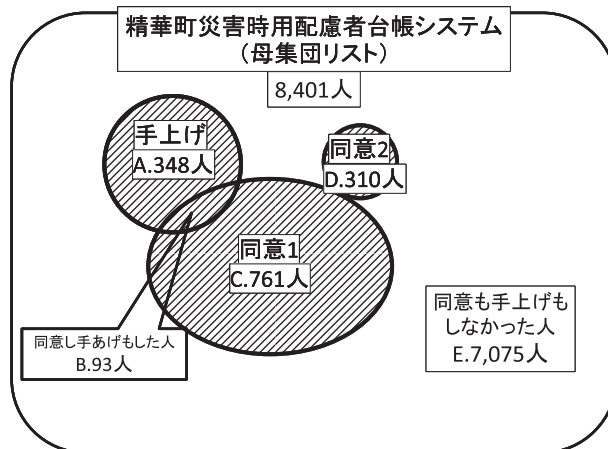 精華町災害時用配慮者台帳システム
（母集団リスト）
8,401人
手上げ
A.348人
同意2
D.310人
同意1
C.761人
同意し手あげもした人
B.93人
同意も手上げも
しなかった人
E.7,075人